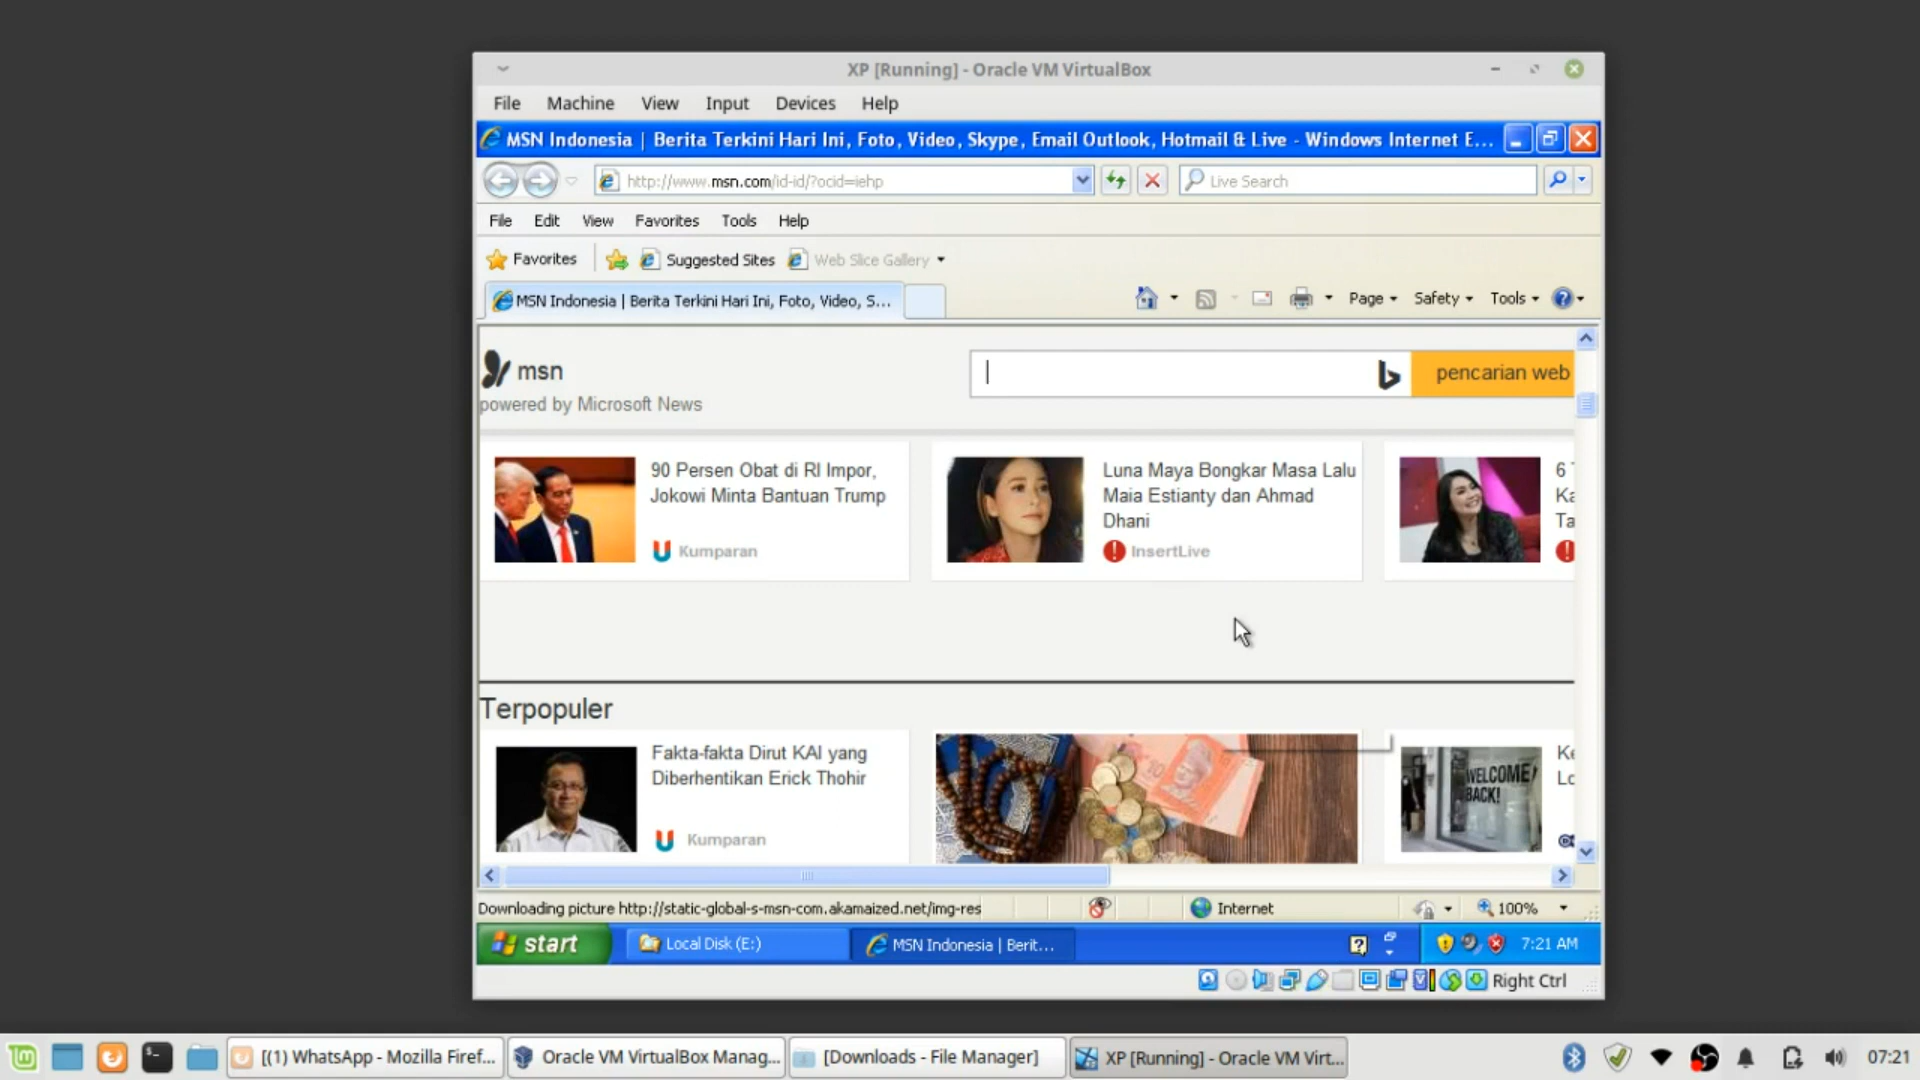 XP [Running] - Oracle VM VirtualBox
File Machine View Input Devices Help
MSN Indonesia | Berita Terkini Hari Ini, Foto, Video, Skype, Email Outlook, Hotmail & Live - Windows Internet E...
http://www.msn.com/id-id/?ocid=iehp
Live Search
File Edit View Favorites Tools Help
Favorites Suggested Sites Web Slice Gallery
MSN Indonesia | Berita Terkini Hari Ini, Foto, Video, S...
Page Safety Tools
msn
pencarian web
powered by Microsoft News
90 Persen Obat di RI Impor,
Jokowi Minta Bantuan Trump
Kumparan
Luna Maya Bongkar Masa Lalu
Maia Estianty dan Ahmad
Dhani
InsertLive
6
Ka
Ta
Terpopuler
Fakta-fakta Dirut KAI yang
Diberhentikan Erick Thohir
Kumparan
WELCOME
BACK!
Ke
Lo
Downloading picture http://static-global-s-msn-com.akamaized.net/img-res
Internet
100%
start
Local Disk (E:)
MSN Indonesia | Berit...
7:21 AM
Right Ctrl
[(1) WhatsApp - Mozilla Firef...
Oracle VM VirtualBox Manag...
[Downloads - File Manager]
XP [Running] - Oracle VM Virt...
07:21